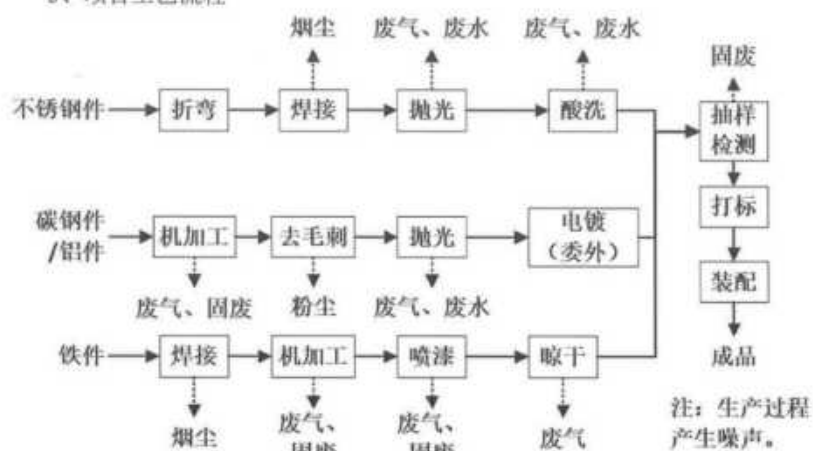 烟尘 废气、废水 废气、废水
固废
不锈钢件 折弯 焊接 抛光 酸洗 抽样
检测
碳钢件
/铝件
机加工 去毛刺 抛光 电镀
（委外）
打标
装配
废气、固废 粉尘 废气、废水
铁件 焊接 机加工 喷漆 晾干 成品
烟尘 废气、 废气、 废气
注：生产过程
产生噪声。